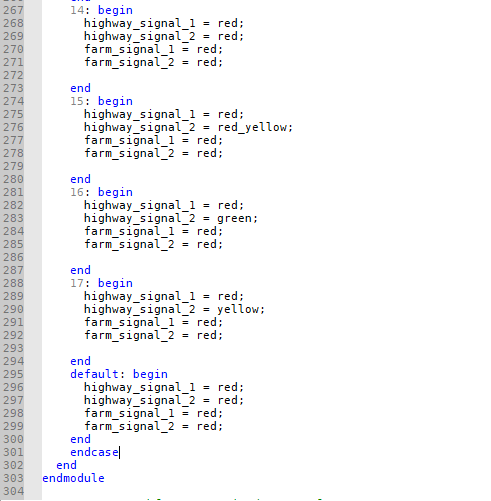 267 14: begin
268 highway_signal_1 = red;
269 highway_signal_2 = red;
270 farm_signal_1 = red;
271 farm_signal_2 = red;
272
273 end
274 15: begin
275 highway_signal_1 = red;
276 highway_signal_2 = red_yellow;
277 farm_signal_1 = red;
278 farm_signal_2 = red;
279
280 end
281 16: begin
282 highway_signal_1 = red;
283 highway_signal_2 = green;
284 farm_signal_1 = red;
285 farm_signal_2 = red;
286
287 end
288 17: begin
289 highway_signal_1 = red;
290 highway_signal_2 = yellow;
291 farm_signal_1 = red;
292 farm_signal_2 = red;
293
294 end
295 default: begin
296 highway_signal_1 = red;
297 highway_signal_2 = red;
298 farm_signal_1 = red;
299 farm_signal_2 = red;
300 end
301 endcase
302 end
303 endmodule
304